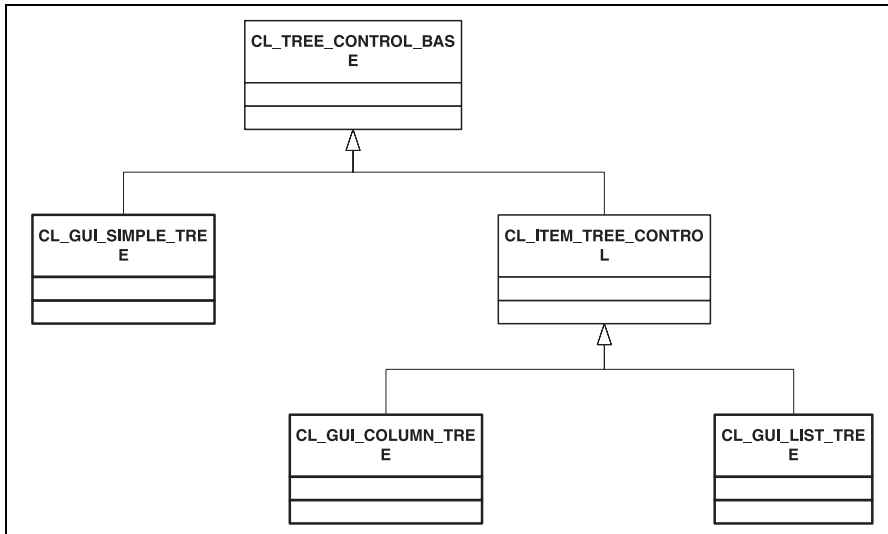 CL_TREE_CONTROL_BAS
E
CL_GUI_SIMPLE_TRE
E
CL_ITEM_TREE_CONTRO
L
CL_GUI_COLUMN_TRE
E
CL_GUI_LIST_TRE
E